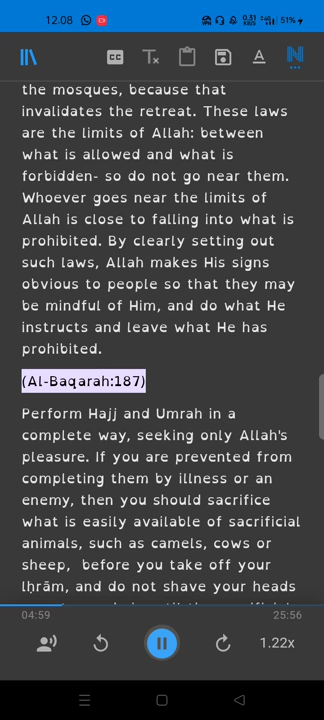 12.08
0.31
KB/S
51%
CC
the mosques, because that
invalidates the retreat. These laws
are the limits of Allah: between
what is allowed and what is
forbidden- so do not go near them.
Whoever goes near the limits of
Allah is close to falling into what is
prohibited. By clearly setting out
such laws, Allah makes His signs
obvious to people so that they may
be mindful of Him, and do what He
instructs and leave what He has
prohibited.
(Al-Baqarah:187)
Perform Hajj and Umrah in a
complete way, seeking only Allah's
pleasure. If you are prevented from
completing them by illness or an
enemy, then you should sacrifice
what is easily available of sacrificial
animals, such as camels, cows or
sheep,  before you take off your
Iḥrām, and do not shave your heads
04:59
25:56
1.22x